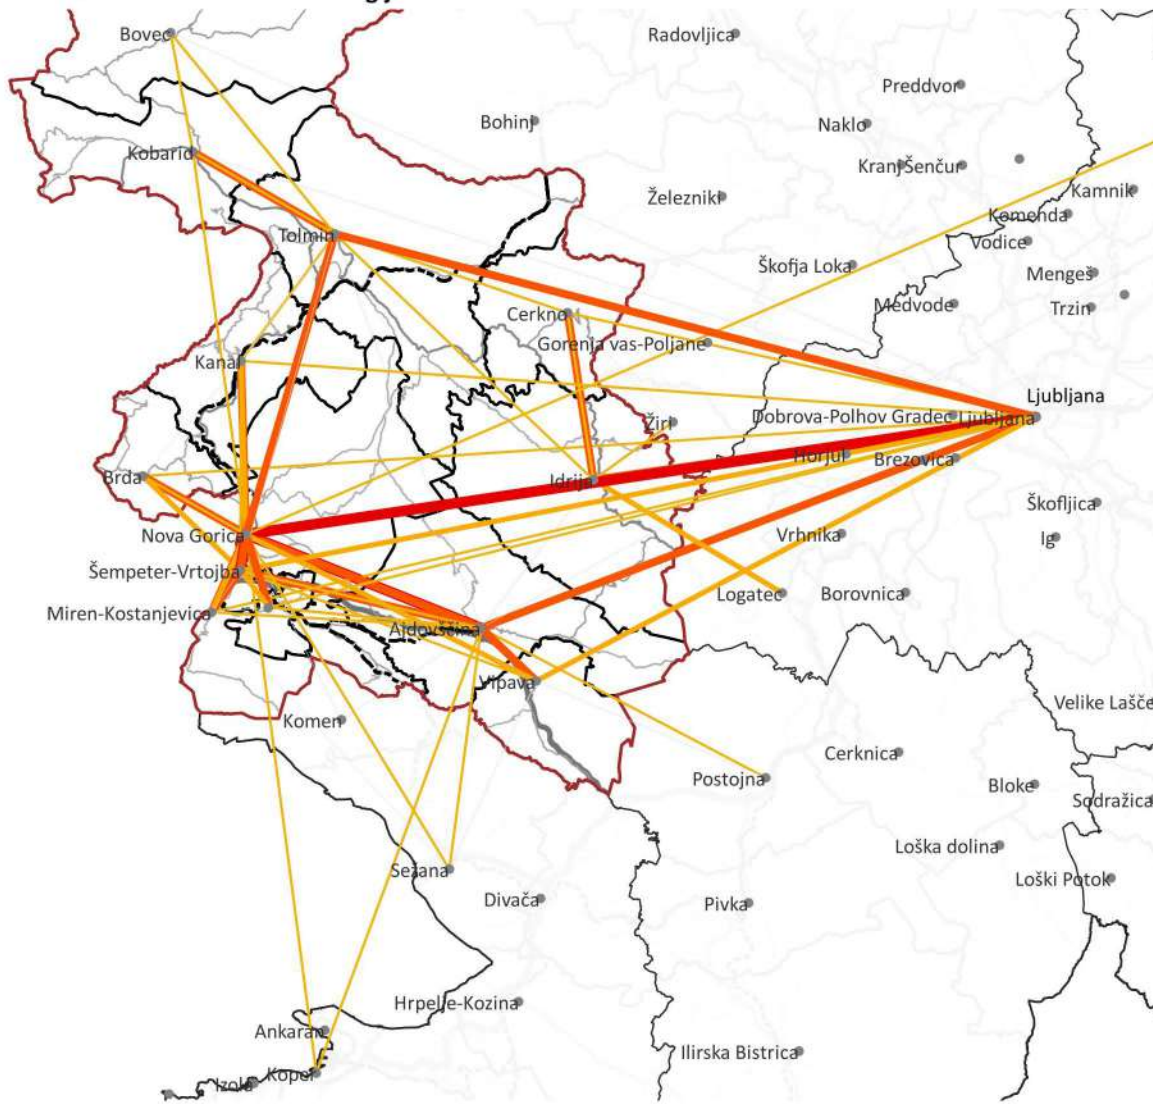 gy
Bovec
Radovljica
Preddvor
Bohinj
Naklo
Kobarid
Kranj
Šenčur
Železniki
Kamnik
Komenda
Tolmin
Vodice
Škofja Loka
Mengeš
Medvode
Trzin
Cerkno
Gorenja vas-Poljane
Kanal
Ljubljana
Dobrova-Polhov Gradec
Ljubljana
Žiri
Horjul
Brezovica
Brda
Idrija
Škofljica
Nova Gorica
Vrhnika
Ig
Šempeter-Vrtojba
Logatec
Borovnica
Miren-Kostanjevica
Ajdovščina
Vipava
Velike Lašče
Komen
Cerknica
Postojna
Bloke
Sodražica
Loška dolina
Sežana
Loški Potok
Divača
Pivka
Hrpelje-Kozina
Ankaran
Ilirska Bistrica
Koper
Izola